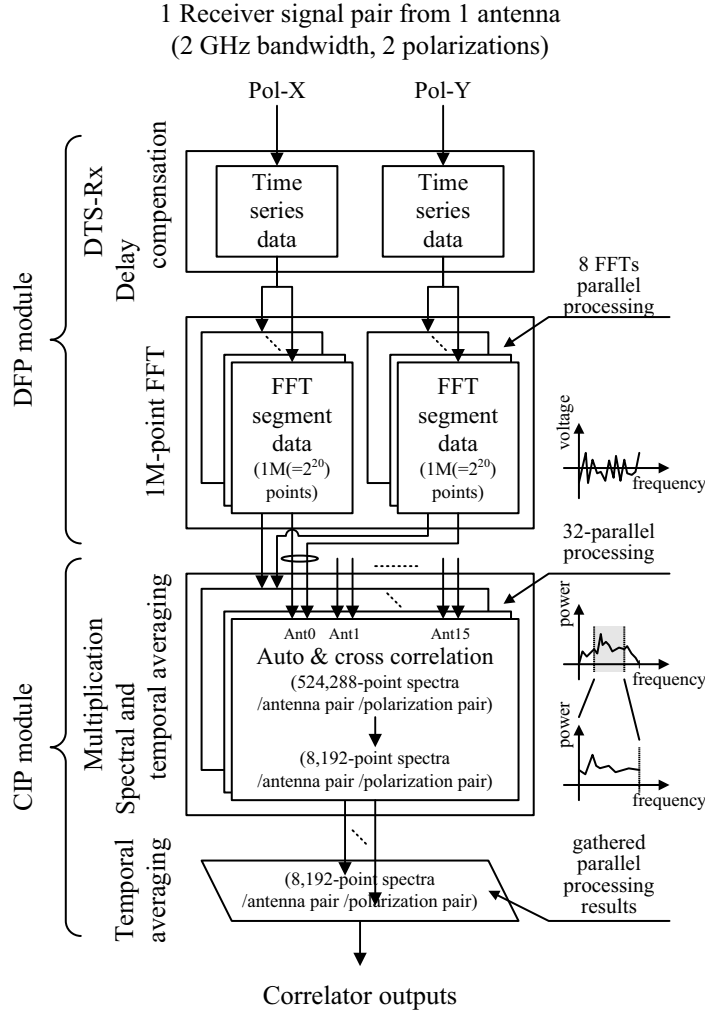 1 Receiver signal pair from 1 antenna
(2 GHz bandwidth, 2 polarizations)
Pol-X
Pol-Y
DFP module
DTS-Rx
Delay
compensation
Time
series
data
Time
series
data
8 FFTs
parallel
processing
1M-point FFT
FFT
segment
data
(1M(=2²⁰)
points)
FFT
segment
data
(1M(=2²⁰)
points)
voltage
frequency
32-parallel
processing
CIP module
Multiplication
Spectral and
temporal averaging
Ant0
Ant1
Ant15
Auto & cross correlation
(524,288-point spectra
/antenna pair /polarization pair)
(8,192-point spectra
/antenna pair /polarization pair)
power
frequency
power
frequency
Temporal
averaging
(8,192-point spectra
/antenna pair /polarization pair)
gathered
parallel
processing
results
Correlator outputs